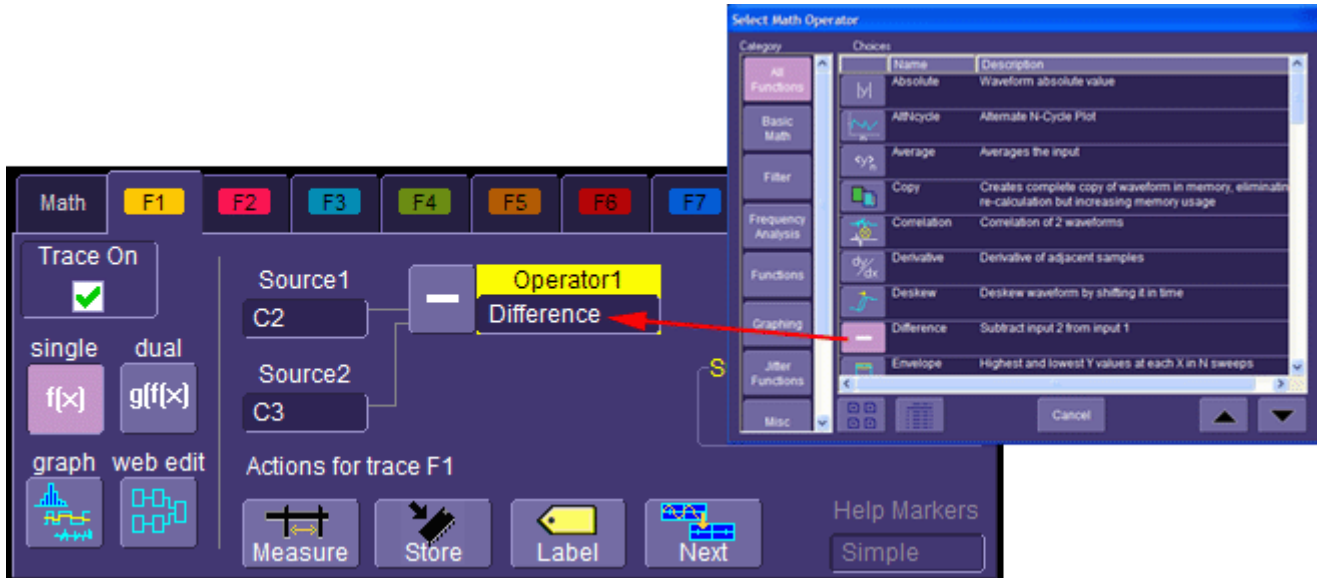 Select Math Operator
Category
Choices
Name Description
All
Functions
Basic
Math
Filter
Frequency
Analysis
Functions
Graphing
Jitter
Functions
Misc
|y| Absolute Waveform absolute value
AltNcycle Alternate N-Cycle Plot
<y> Average Averages the input
Copy Creates complete copy of waveform in memory, eliminatin
re-calculation but increasing memory usage
Correlation Correlation of 2 waveforms
dy/dx Derivative Derivative of adjacent samples
Deskew Deskew waveform by shifting it in time
Difference Subtract input 2 from input 1
Envelope Highest and lowest Y values at each X in N sweeps
Cancel
Math F1 F2 F3 F4 F5 F6 F7
Trace On
single dual
f(x) g(f(x)
graph web edit
Source1
C2
Source2
C3
Operator1
Difference
S
Actions for trace F1
Measure Store Label Next
Help Markers
Simple